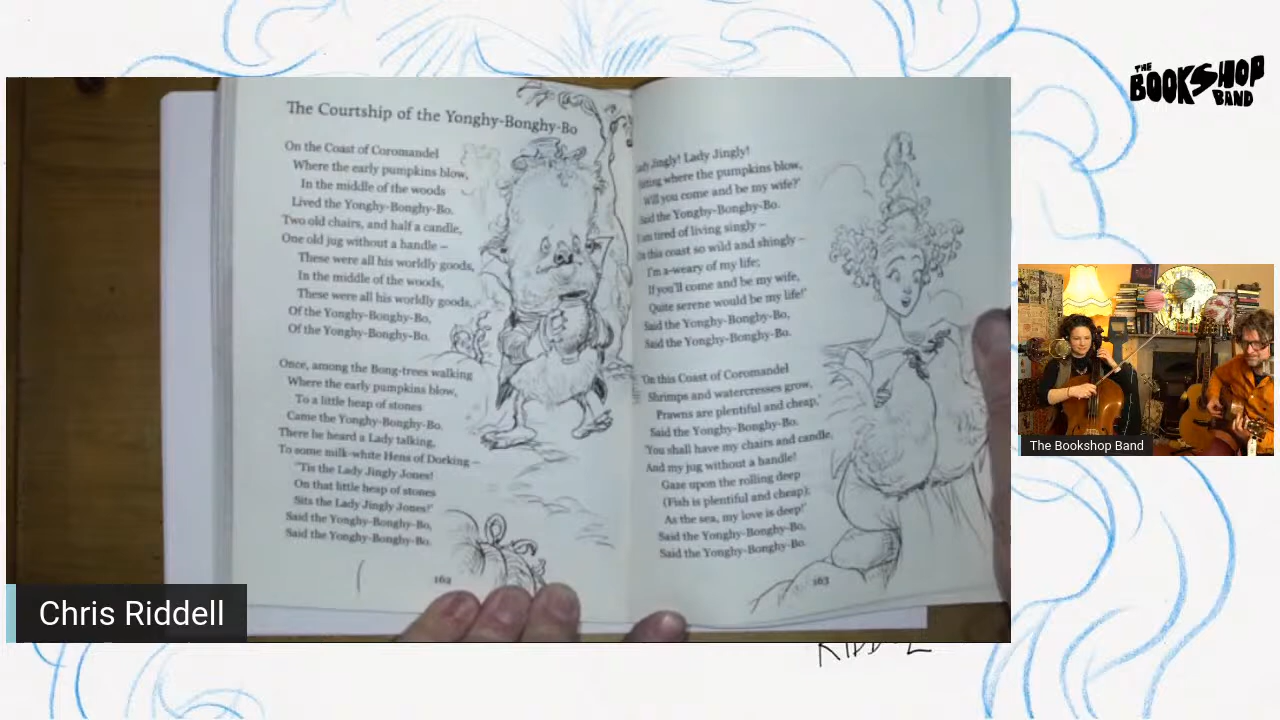 The Courtship of the Yonghy-Bonghy-Bo
On the Coast of Coromandel
Where the early pumpkins blow,
In the middle of the woods
Lived the Yonghy-Bonghy-Bo.
Two old chairs, and half a candle,
One old jug without a handle –
These were all his worldly goods,
In the middle of the woods,
These were all his worldly goods,
Of the Yonghy-Bonghy-Bo,
Of the Yonghy-Bonghy-Bo.
Once, among the Bong-trees walking
Where the early pumpkins blow,
To a little heap of stones
Came the Yonghy-Bonghy-Bo.
There he heard a Lady talking,
To some milk-white Hens of Dorking –
''Tis the Lady Jingly Jones!
On that little heap of stones
Sits the Lady Jingly Jones!'
Said the Yonghy-Bonghy-Bo,
Said the Yonghy-Bonghy-Bo.
162
Jingly! Lady Jingly!
where the pumpkins blow,
Will you come and be my wife?'
Said the Yonghy-Bonghy-Bo.
am tired of living singly –
On this coast so wild and shingly –
I'm a-weary of my life;
If you'll come and be my wife,
Quite serene would be my life!'
Said the Yonghy-Bonghy-Bo,
Said the Yonghy-Bonghy-Bo.
'On this Coast of Coromandel
Shrimps and watercresses grow,
Prawns are plentiful and cheap,'
Said the Yonghy-Bonghy-Bo.
'You shall have my chairs and candle,
And my jug without a handle!
Gaze upon the rolling deep
(Fish is plentiful and cheap);
As the sea, my love is deep!'
Said the Yonghy-Bonghy-Bo,
Said the Yonghy-Bonghy-Bo.
163
THE
BOOKSHOP
BAND
The Bookshop Band
Chris Riddell